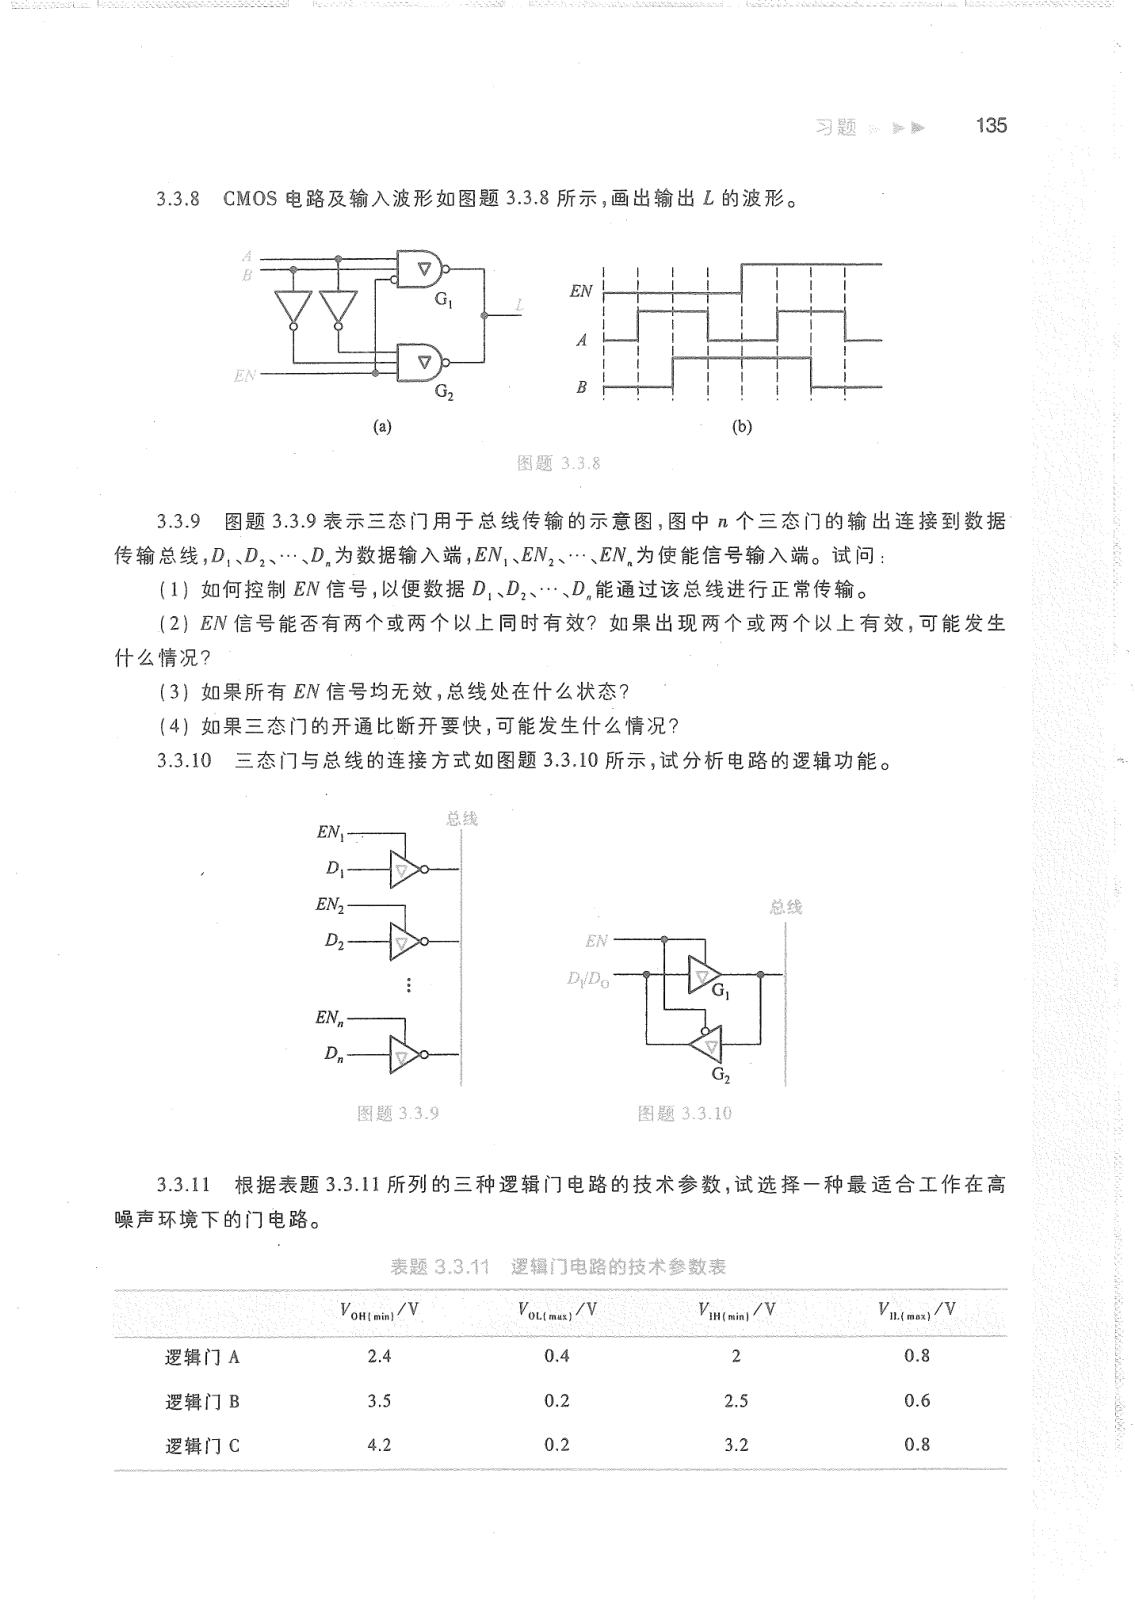 习题 135
3.3.8 CMOS 电路及输入波形如图题 3.3.8 所示,画出输出 L 的波形。
A
B
EN
G1
G2
L
(a)
EN
A
B
(b)
图题 3.3.8
3.3.9 图题 3.3.9 表示三态门用于总线传输的示意图,图中 n 个三态门的输出连接到数据
传输总线,D1、D2、…、Dn为数据输入端,EN1、EN2、…、ENn为使能信号输入端。试问:
(1) 如何控制 EN 信号,以便数据 D1、D2、…、Dn能通过该总线进行正常传输。
(2) EN 信号能否有两个或两个以上同时有效? 如果出现两个或两个以上有效,可能发生
什么情况?
(3) 如果所有 EN 信号均无效,总线处在什么状态?
(4) 如果三态门的开通比断开要快,可能发生什么情况?
3.3.10 三态门与总线的连接方式如图题 3.3.10 所示,试分析电路的逻辑功能。
总线
EN1
D1
EN2
D2
⋮
ENn
Dn
图题 3.3.9
总线
EN
DI/DO
G1
G2
图题 3.3.10
3.3.11 根据表题 3.3.11 所列的三种逻辑门电路的技术参数,试选择一种最适合工作在高
噪声环境下的门电路。
表题 3.3.11 逻辑门电路的技术参数表
VOH(min)/V VOL(max)/V VIH(min)/V VIL(max)/V
逻辑门 A 2.4 0.4 2 0.8
逻辑门 B 3.5 0.2 2.5 0.6
逻辑门 C 4.2 0.2 3.2 0.8